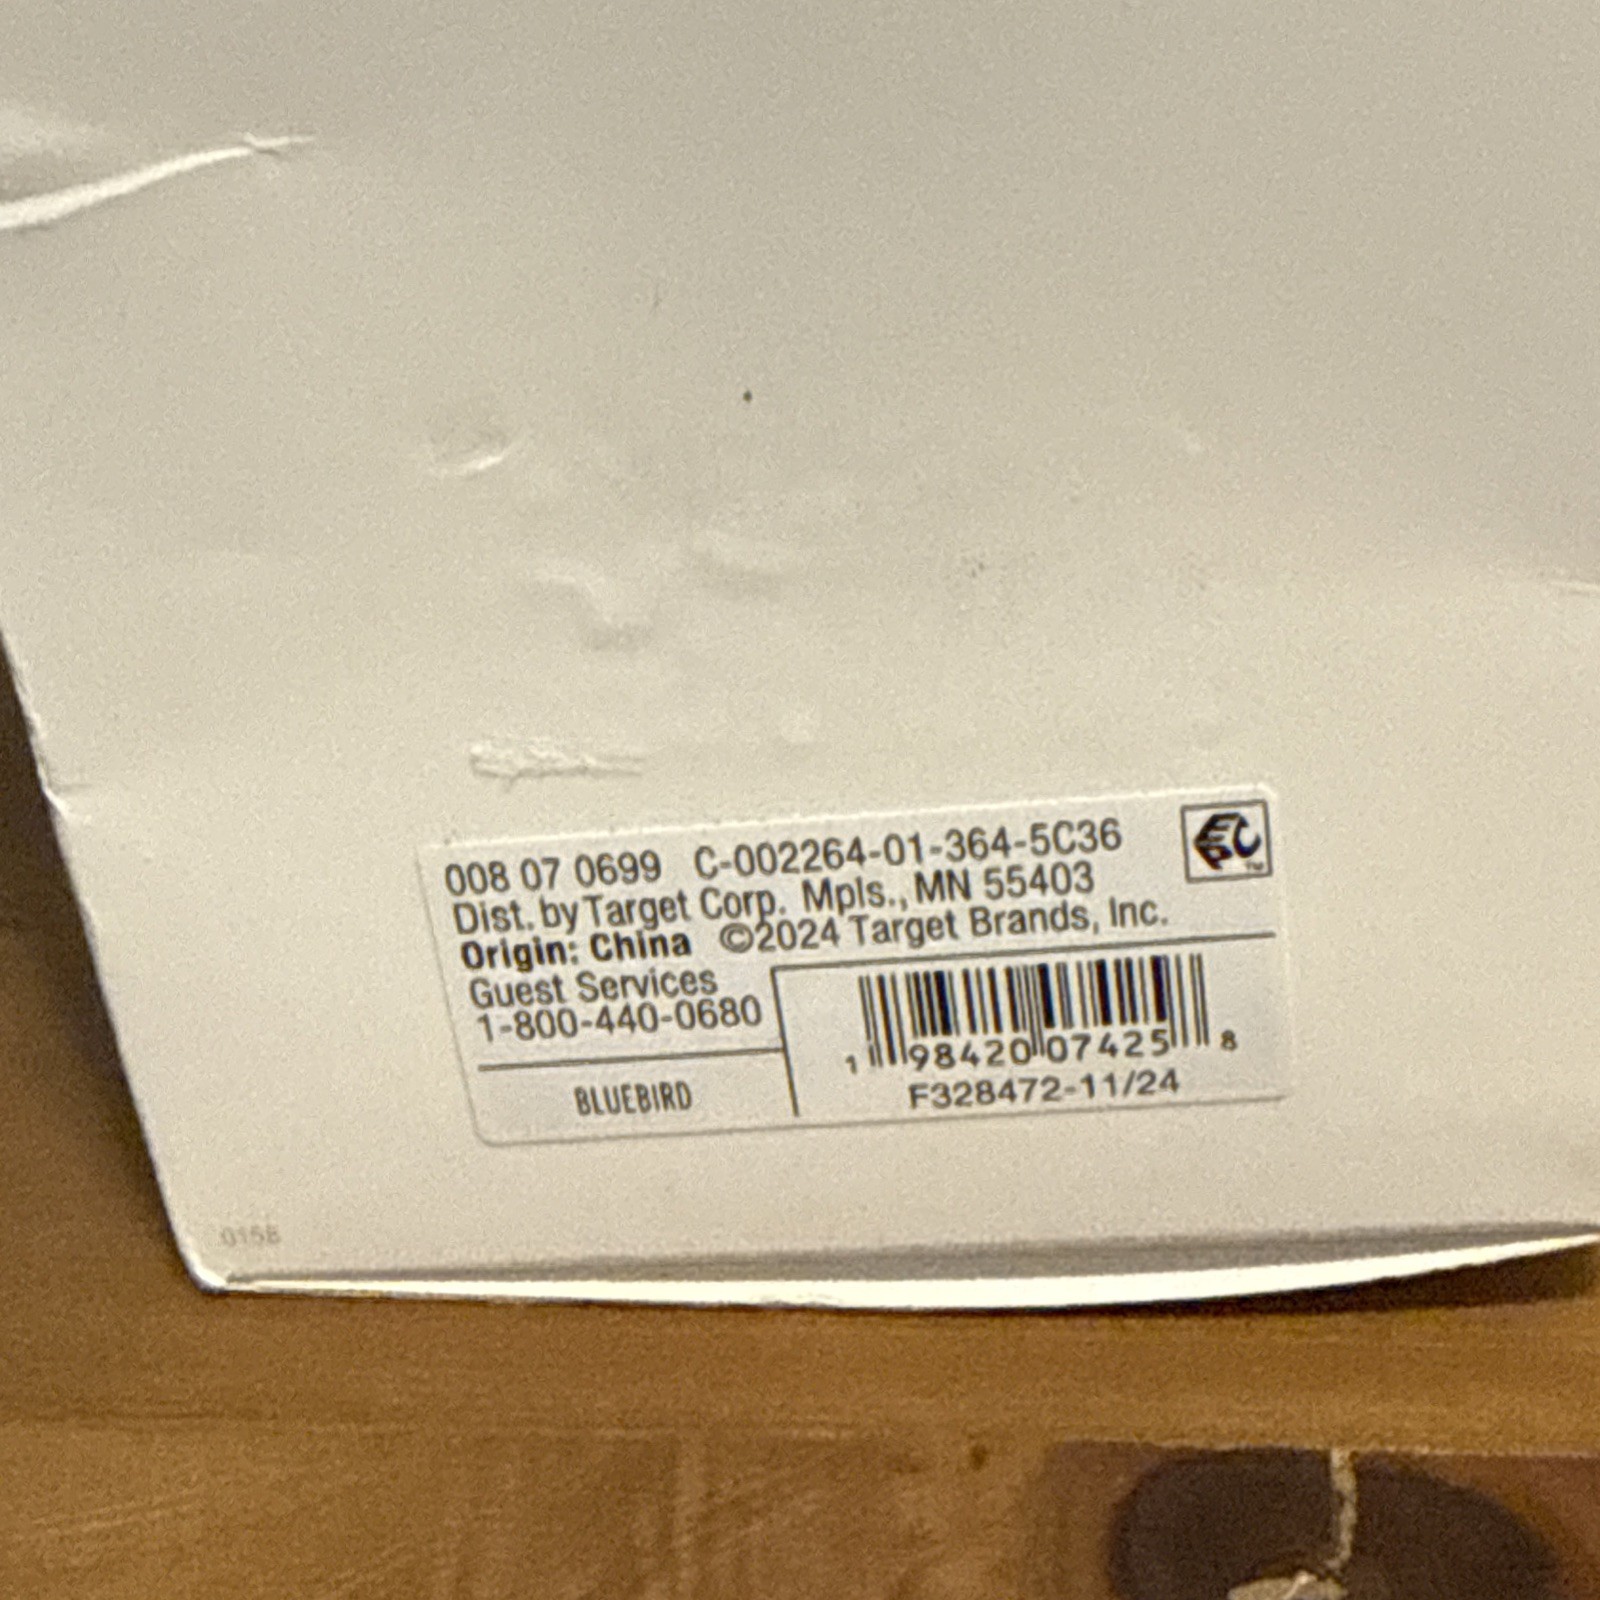 008 07 0699 C-002264-01-364-5C36
Dist. by Target Corp. Mpls., MN 55403
Origin: China ©2024 Target Brands, Inc.
Guest Services
1-800-440-0680
BLUEBIRD
1 98420 07425 8
F328472-11/24
EC™